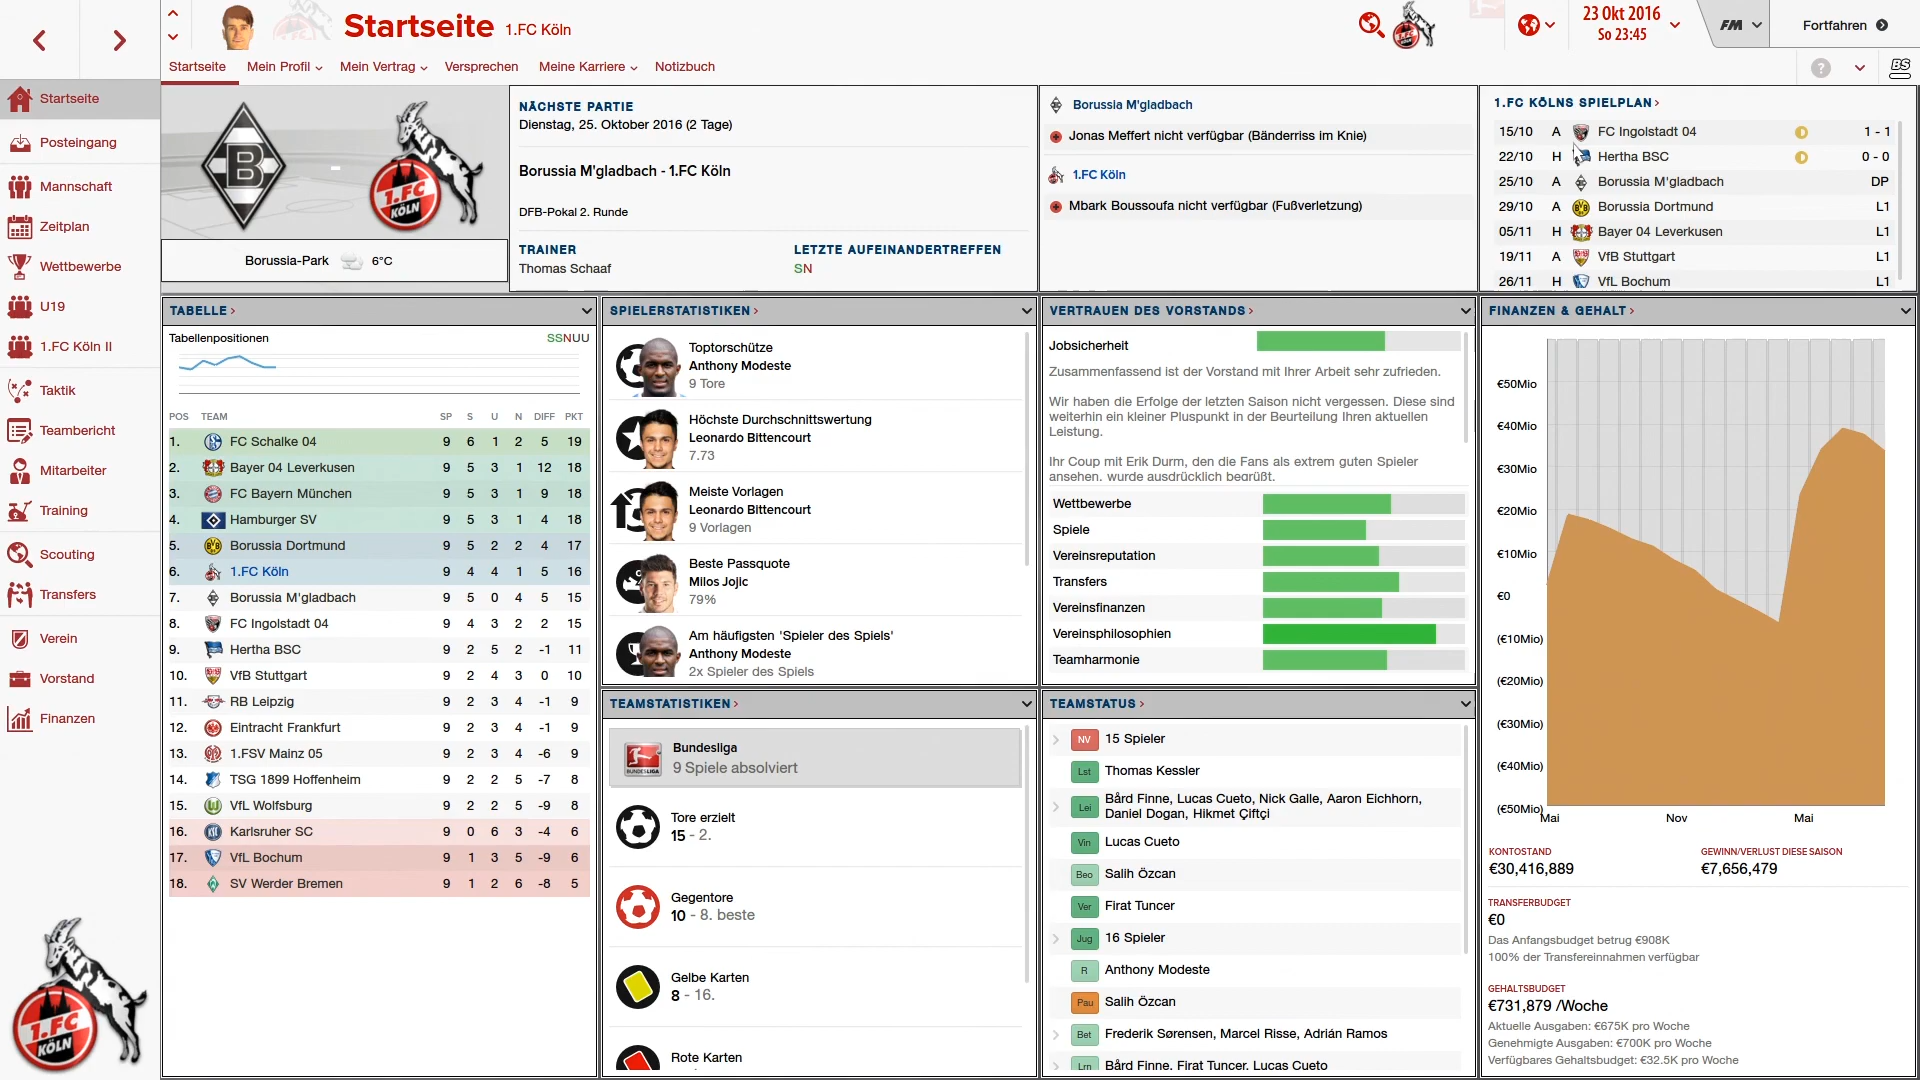 Startseite 1.FC Köln
23 Okt 2016
So 23:45
FM
Fortfahren
Startseite Mein Profil Mein Vertrag Versprechen Meine Karriere Notizbuch
? BS
Startseite
Posteingang
Mannschaft
Zeitplan
Wettbewerbe
U19
1.FC Köln II
Taktik
Teambericht
Mitarbeiter
Training
Scouting
Transfers
Verein
Vorstand
Finanzen
1.FC
KÖLN
B - 1.FC KÖLN
Borussia-Park 6°C
NÄCHSTE PARTIE
Dienstag, 25. Oktober 2016 (2 Tage)
Borussia M'gladbach - 1.FC Köln
DFB-Pokal 2. Runde
TRAINER LETZTE AUFEINANDERTREFFEN
Thomas Schaaf SN
Borussia M'gladbach
Jonas Meffert nicht verfügbar (Bänderriss im Knie)
1.FC Köln
Mbark Boussoufa nicht verfügbar (Fußverletzung)
1.FC KÖLNS SPIELPLAN
15/10 A FC Ingolstadt 04 1 - 1
22/10 H Hertha BSC 0 - 0
25/10 A Borussia M'gladbach DP
29/10 A Borussia Dortmund L1
05/11 H Bayer 04 Leverkusen L1
19/11 A VfB Stuttgart L1
26/11 H VfL Bochum L1
TABELLE
Tabellenpositionen SSNUU
POS TEAM SP S U N DIFF PKT
1. FC Schalke 04 9 6 1 2 5 19
2. Bayer 04 Leverkusen 9 5 3 1 12 18
3. FC Bayern München 9 5 3 1 9 18
4. Hamburger SV 9 5 3 1 4 18
5. Borussia Dortmund 9 5 2 2 4 17
6. 1.FC Köln 9 4 4 1 5 16
7. Borussia M'gladbach 9 5 0 4 5 15
8. FC Ingolstadt 04 9 4 3 2 2 15
9. Hertha BSC 9 2 5 2 -1 11
10. VfB Stuttgart 9 2 4 3 0 10
11. RB Leipzig 9 2 3 4 -1 9
12. Eintracht Frankfurt 9 2 3 4 -1 9
13. 1.FSV Mainz 05 9 2 3 4 -6 9
14. TSG 1899 Hoffenheim 9 2 2 5 -7 8
15. VfL Wolfsburg 9 2 2 5 -9 8
16. Karlsruher SC 9 0 6 3 -4 6
17. VfL Bochum 9 1 3 5 -9 6
18. SV Werder Bremen 9 1 2 6 -8 5
SPIELERSTATISTIKEN
Toptorschütze
Anthony Modeste
9 Tore
Höchste Durchschnittswertung
Leonardo Bittencourt
7.73
Meiste Vorlagen
Leonardo Bittencourt
9 Vorlagen
Beste Passquote
Milos Jojic
79%
Am häufigsten 'Spieler des Spiels'
Anthony Modeste
2x Spieler des Spiels
TEAMSTATISTIKEN
Bundesliga
9 Spiele absolviert
Tore erzielt
15 - 2.
Gegentore
10 - 8. beste
Gelbe Karten
8 - 16.
Rote Karten
VERTRAUEN DES VORSTANDS
Jobsicherheit
Zusammenfassend ist der Vorstand mit Ihrer Arbeit sehr zufrieden.
Wir haben die Erfolge der letzten Saison nicht vergessen. Diese sind
weiterhin ein kleiner Pluspunkt in der Beurteilung Ihren aktuellen
Leistung.
Ihr Coup mit Erik Durm, den die Fans als extrem guten Spieler
ansehen, wurde ausdrücklich begrüßt.
Wettbewerbe
Spiele
Vereinsreputation
Transfers
Vereinsfinanzen
Vereinsphilosophien
Teamharmonie
TEAMSTATUS
NV 15 Spieler
Lst Thomas Kessler
Lei Bård Finne, Lucas Cueto, Nick Galle, Aaron Eichhorn,
Daniel Dogan, Hikmet Çiftçi
Vin Lucas Cueto
Beo Salih Özcan
Ver Firat Tuncer
Jug 16 Spieler
R Anthony Modeste
Pau Salih Özcan
Bet Frederik Sørensen, Marcel Risse, Adrián Ramos
Lrn Bård Finne, Firat Tuncer, Lucas Cueto
FINANZEN & GEHALT
€50Mio
€40Mio
€30Mio
€20Mio
€10Mio
€0
(€10Mio)
(€20Mio)
(€30Mio)
(€40Mio)
(€50Mio)
Mai Nov Mai
KONTOSTAND GEWINN/VERLUST DIESE SAISON
€30,416,889 €7,656,479
TRANSFERBUDGET
€0
Das Anfangsbudget betrug €908K
100% der Transfereinnahmen verfügbar
GEHALTSBUDGET
€731,879 /Woche
Aktuelle Ausgaben: €675K pro Woche
Genehmigte Ausgaben: €700K pro Woche
Verfügbares Gehaltsbudget: €32.5K pro Woche